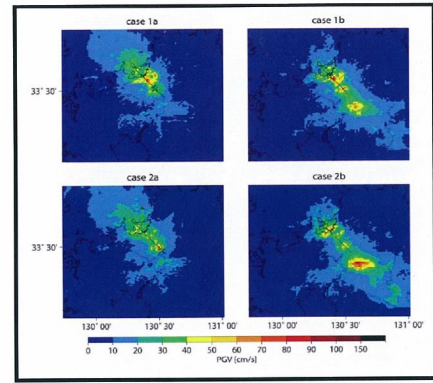 case 1a case 1b
33° 30'
case 2a case 2b
33° 30'
130° 00' 130° 30' 131° 00' 130° 00' 130° 30' 131° 00'
0 10 20 30 40 50 60 70 80 90 100 150
PGV [cm/s]